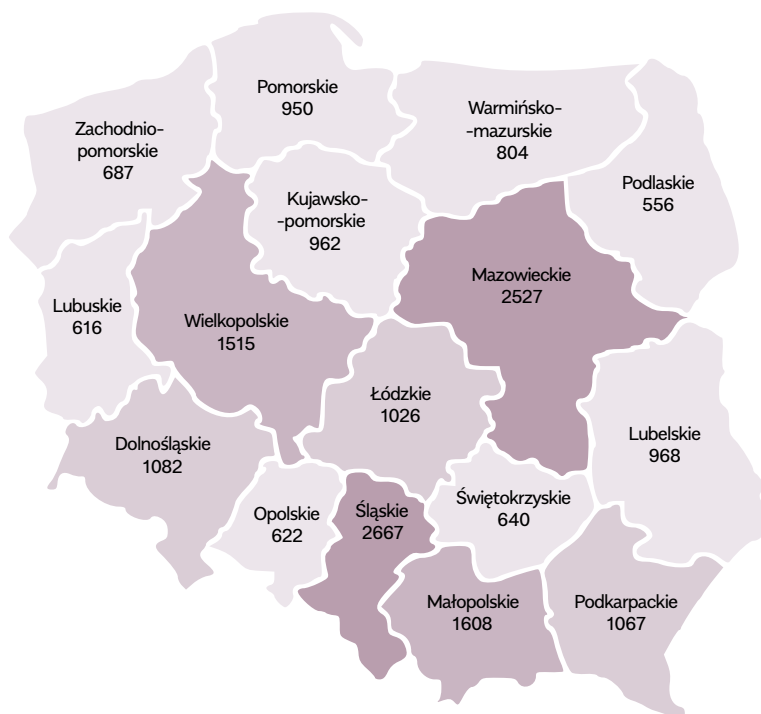 Pomorskie
950
Zachodnio-
pomorskie
687
Warmińsko-
-mazurskie
804
Podlaskie
556
Kujawsko-
-pomorskie
962
Mazowieckie
2527
Lubuskie
616
Wielkopolskie
1515
Łódzkie
1026
Dolnośląskie
1082
Lubelskie
968
Opolskie
622
Śląskie
2667
Świętokrzyskie
640
Małopolskie
1608
Podkarpackie
1067